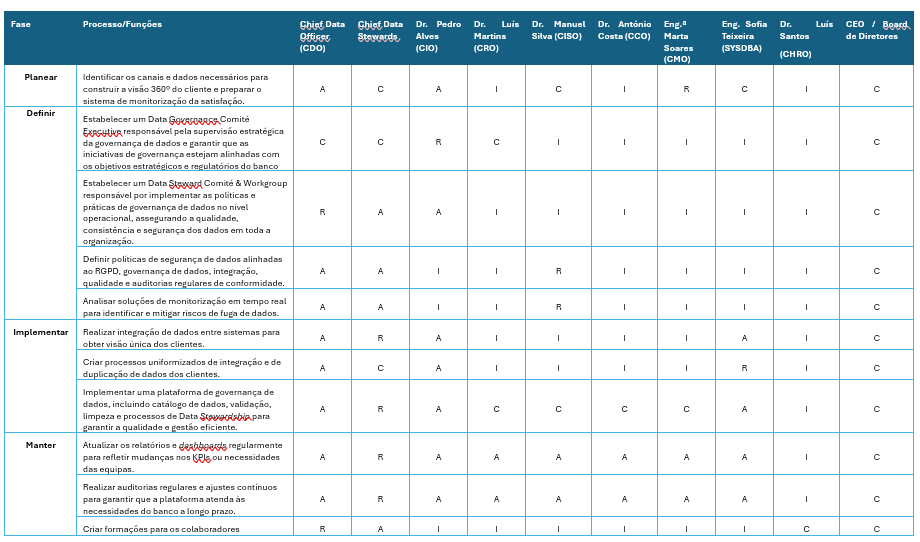 Fase Processo/Funções Chief Data Officer (CDO) Chief Data Stewards Dr. Pedro Alves (CIO) Dr. Luís Martins (CRO) Dr. Manuel Silva (CISO) Dr. António Costa (CCO) Eng.ª Marta Soares (CMO) Eng. Sofia Teixeira (SYSDBA) Dr. Luís Santos (CHRO) CEO / Board de Diretores
Planear
Identificar os canais e dados necessários para
construir a visão 360º do cliente e preparar o
sistema de monitorização da satisfação.
A C A I C I R C I C
Definir
Estabelecer um Data Governance Comité
Executive responsável pela supervisão estratégica
da governança de dados e garantir que as
iniciativas de governança estejam alinhadas com
os objetivos estratégicos e regulatórios do banco
C C R C I I I I I C
Estabelecer um Data Steward Comité & Workgroup
responsável por implementar as políticas e
práticas de governança de dados no nível
operacional, assegurando a qualidade,
consistência e segurança dos dados em toda a
organização.
R A A I I I I I I C
Definir políticas de segurança de dados alinhadas
ao RGPD, governança de dados, integração,
qualidade e auditorias regulares de conformidade.
A A I I R I I I I C
Analisar soluções de monitorização em tempo real
para identificar e mitigar riscos de fuga de dados.
A A I I R I I I I C
Implementar
Realizar integração de dados entre sistemas para
obter visão única dos clientes.
A R A I I I I A I C
Criar processos uniformizados de integração e de
duplicação de dados dos clientes.
A C A I I I I R I C
Implementar uma plataforma de governança de
dados, incluindo catálogo de dados, validação,
limpeza e processos de Data Stewardship para
garantir a qualidade e gestão eficiente.
A R A C C C C A I C
Manter
Atualizar os relatórios e dashboards regularmente
para refletir mudanças nos KPIs ou necessidades
das equipas.
A R A A A A A A I C
Realizar auditorias regulares e ajustes contínuos
para garantir que a plataforma atenda às
necessidades do banco a longo prazo.
A R A A A A A A I C
Criar formações para os colaboradores
R A I I I I I I C C